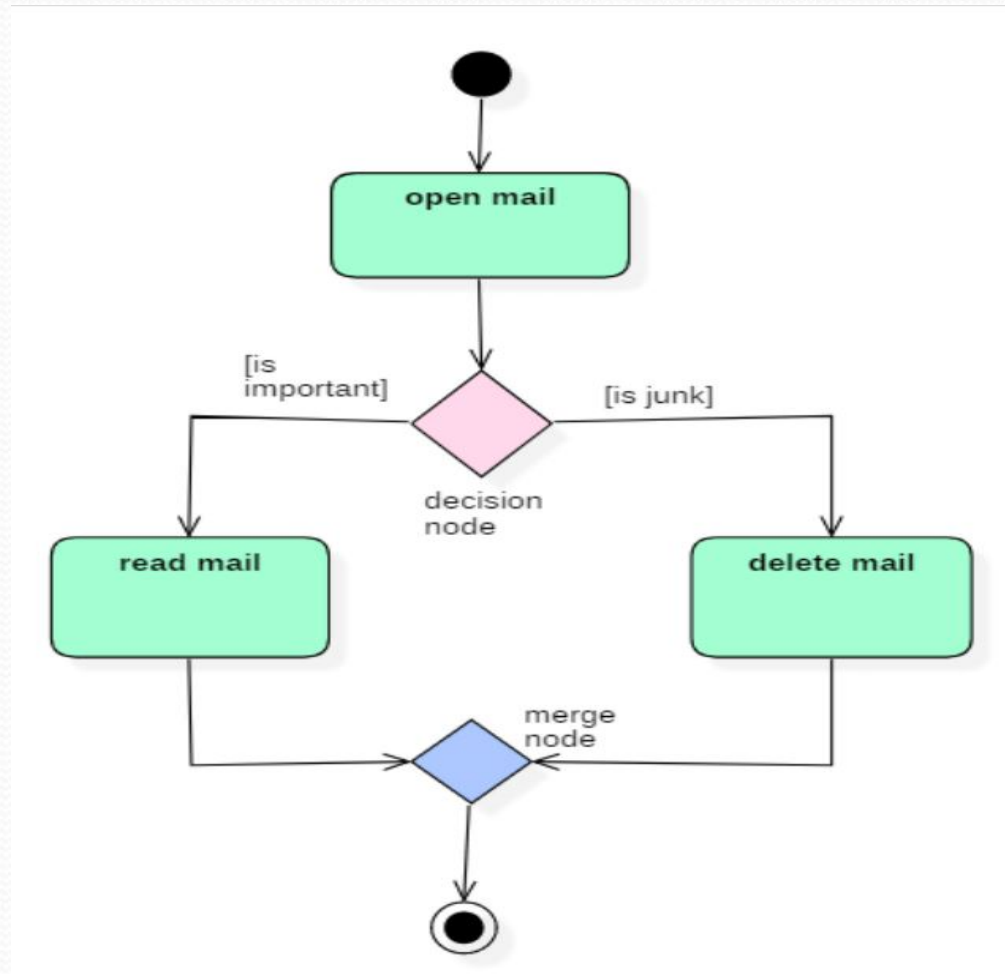 open mail
[is
important]
[is junk]
decision
node
read mail
delete mail
merge
node